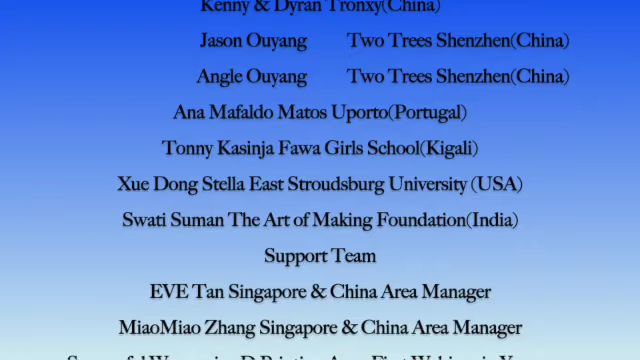 Kenny & Dyran Tronxy(China)
Jason Ouyang Two Trees Shenzhen(China)
Angle Ouyang Two Trees Shenzhen(China)
Ana Mafaldo Matos Uporto(Portugal)
Tonny Kasinja Fawa Girls School(Kigali)
Xue Dong Stella East Stroudsburg University (USA)
Swati Suman The Art of Making Foundation(India)
Support Team
EVE Tan Singapore & China Area Manager
MiaoMiao Zhang Singapore & China Area Manager